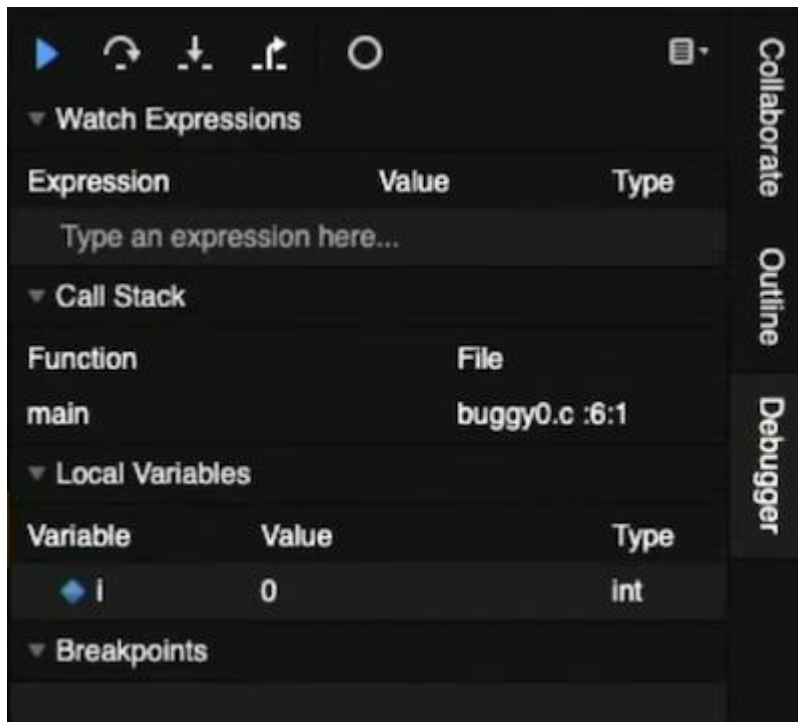 Watch Expressions
Expression Value Type
Type an expression here...
Call Stack
Function File
main buggy0.c :6:1
Local Variables
Variable Value Type
i 0 int
Breakpoints
Collaborate
Outline
Debugger